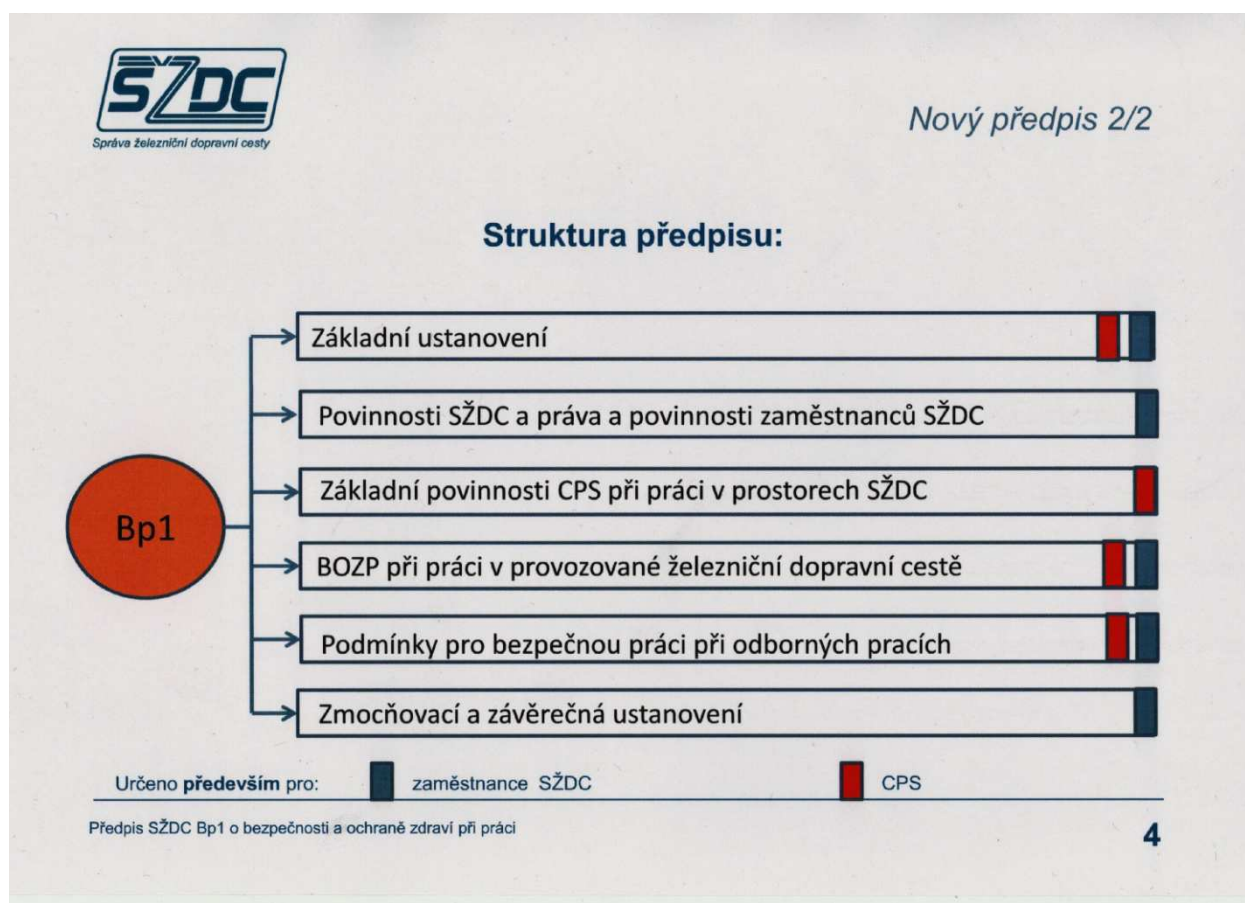 SŽDC
Správa železniční dopravní cesty
Nový předpis 2/2
Struktura předpisu:
Základní ustanovení
Povinnosti SŽDC a práva a povinnosti zaměstnanců SŽDC
Základní povinnosti CPS při práci v prostorech SŽDC
Bp1
BOZP při práci v provozované železniční dopravní cestě
Podmínky pro bezpečnou práci při odborných pracích
Zmocňovací a závěrečná ustanovení
Určeno především pro: zaměstnance SŽDC CPS
Předpis SŽDC Bp1 o bezpečnosti a ochraně zdraví při práci
4